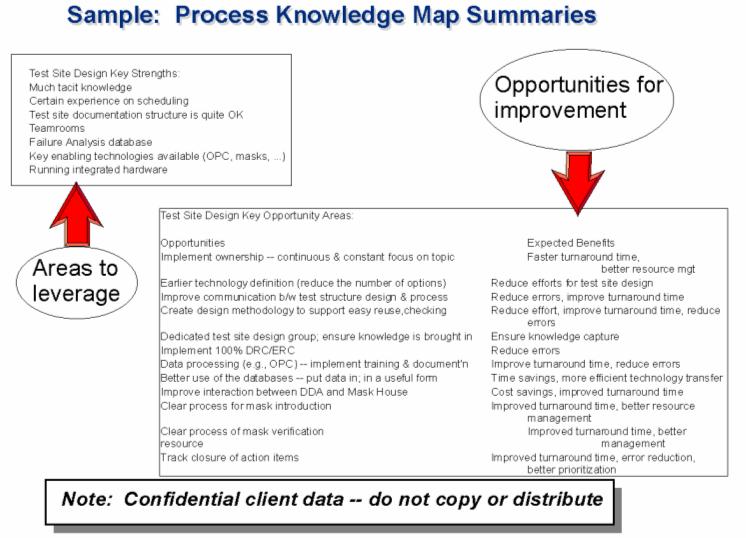 Sample: Process Knowledge Map Summaries
Test Site Design Key Strengths:
Much tacit knowledge
Certain experience on scheduling
Test site documentation structure is quite OK
Teamrooms
Failure Analysis database
Key enabling technologies available (OPC, masks, ...)
Running integrated hardware
Areas to
leverage
Opportunities for
improvement
Test Site Design Key Opportunity Areas:
Opportunities Expected Benefits
Implement ownership -- continuous & constant focus on topic Faster turnaround time,
better resource mgt
Earlier technology definition (reduce the number of options) Reduce efforts for test site design
Improve communication b/w test structure design & process Reduce errors, improve turnaround time
Create design methodology to support easy reuse,checking Reduce effort, improve turnaround time, reduce
errors
Dedicated test site design group; ensure knowledge is brought in Ensure knowledge capture
Implement 100% DRC/ERC Reduce errors
Data processing (e.g., OPC) -- implement training & document'n Improve turnaround time, reduce errors
Better use of the databases -- put data in; in a useful form Time savings, more efficient technology transfer
Improve interaction between DDA and Mask House Cost savings, improved turnaround time
Clear process for mask introduction Improved turnaround time, better resource
management
Clear process of mask verification Improved turnaround time, better
resource management
Track closure of action items Improved turnaround time, error reduction,
better prioritization
Note: Confidential client data -- do not copy or distribute